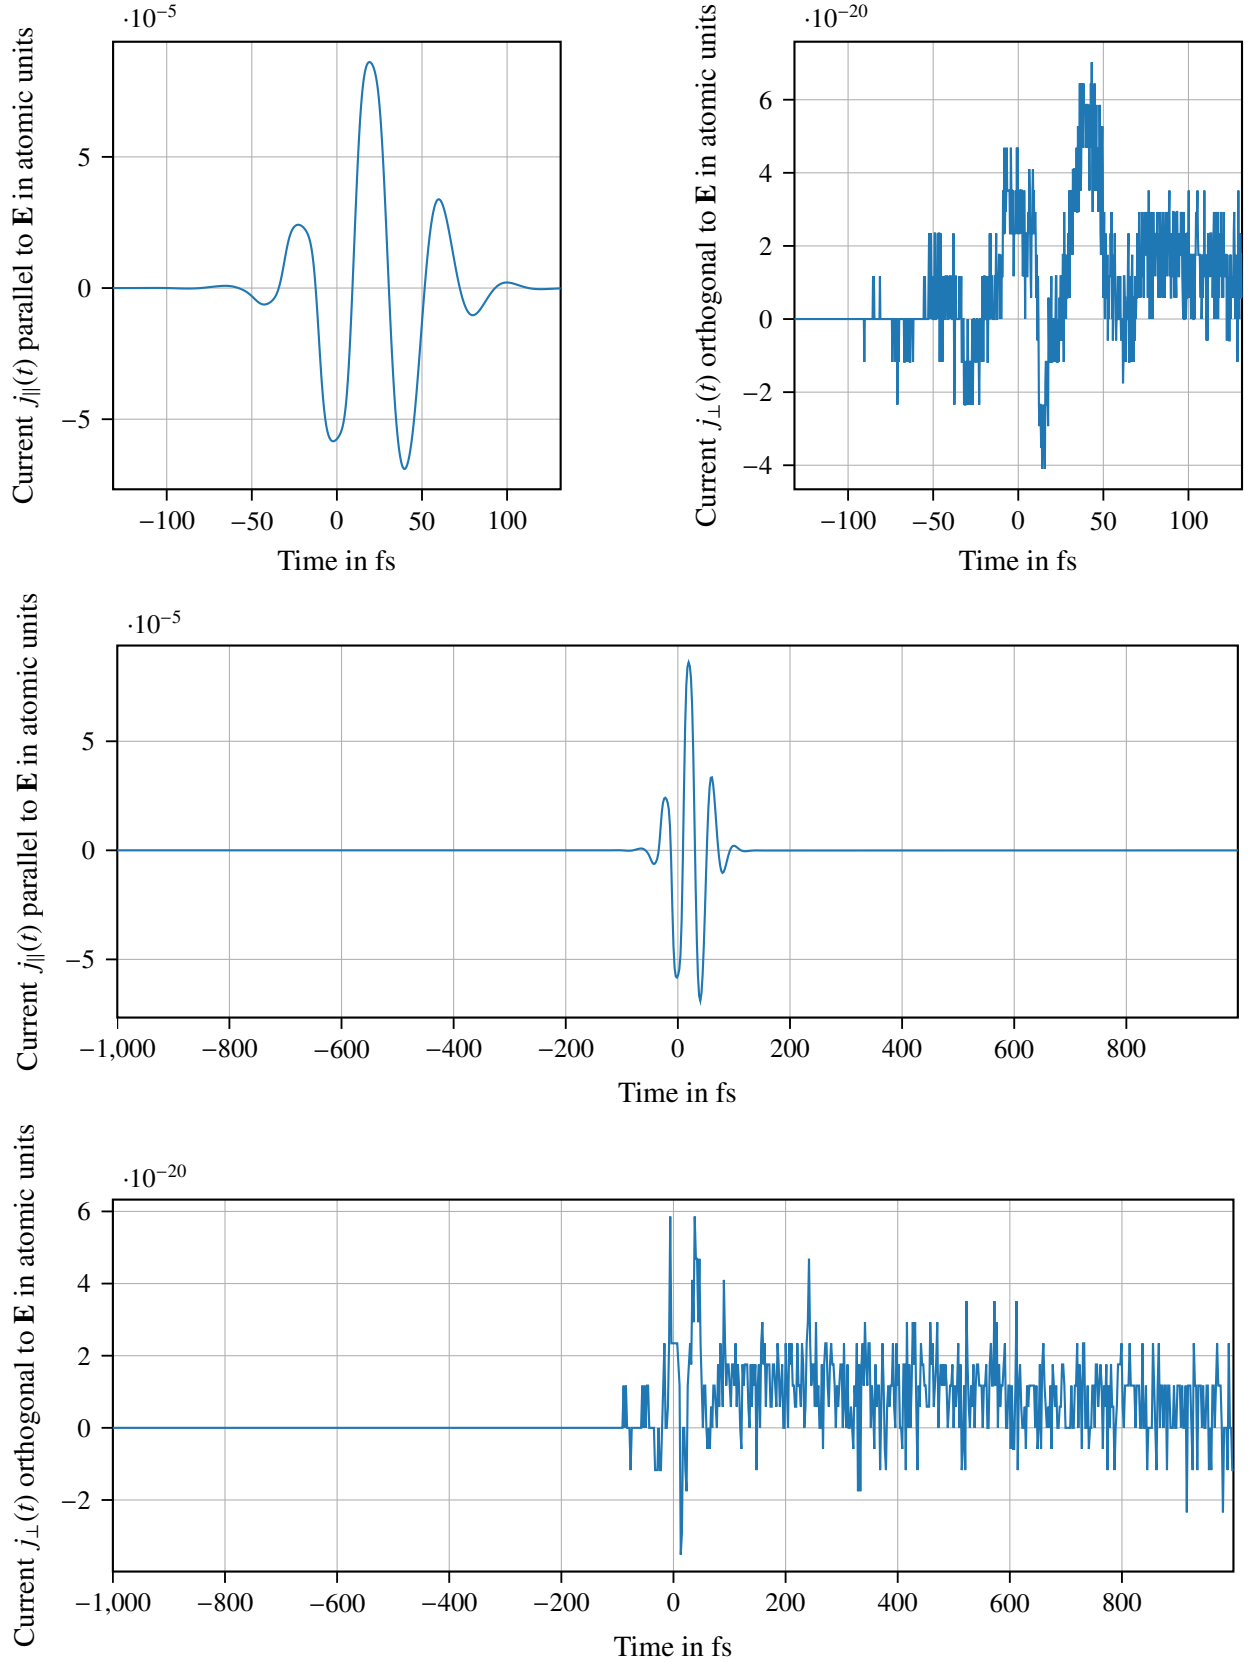 ·10−5
Current j∥(t) parallel to E in atomic units
5
0
−5
−100 −50 0 50 100
Time in fs
·10−20
Current j⊥(t) orthogonal to E in atomic units
6
4
2
0
−2
−4
−100 −50 0 50 100
Time in fs
·10−5
Current j∥(t) parallel to E in atomic units
5
0
−5
−1,000 −800 −600 −400 −200 0 200 400 600 800
Time in fs
·10−20
Current j⊥(t) orthogonal to E in atomic units
6
4
2
0
−2
−1,000 −800 −600 −400 −200 0 200 400 600 800
Time in fs